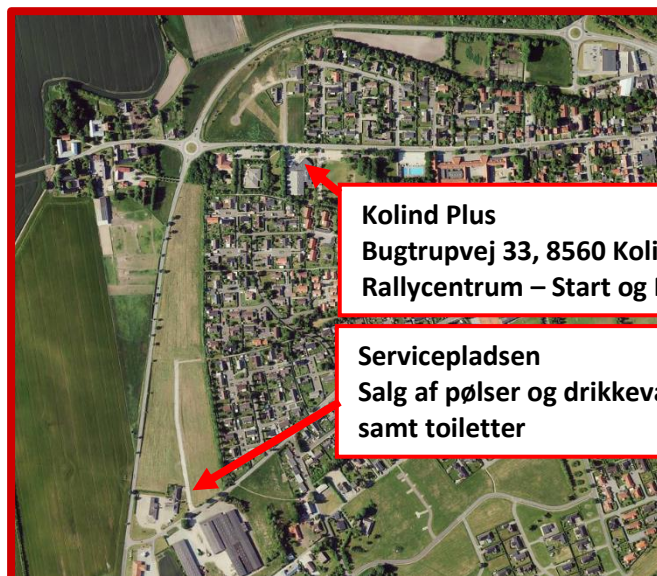 Kolind Plus
Bugtrupvej 33, 8560 Koli
Rallycentrum – Start og
Servicepladsen
Salg af pølser og drikkeva
samt toiletter